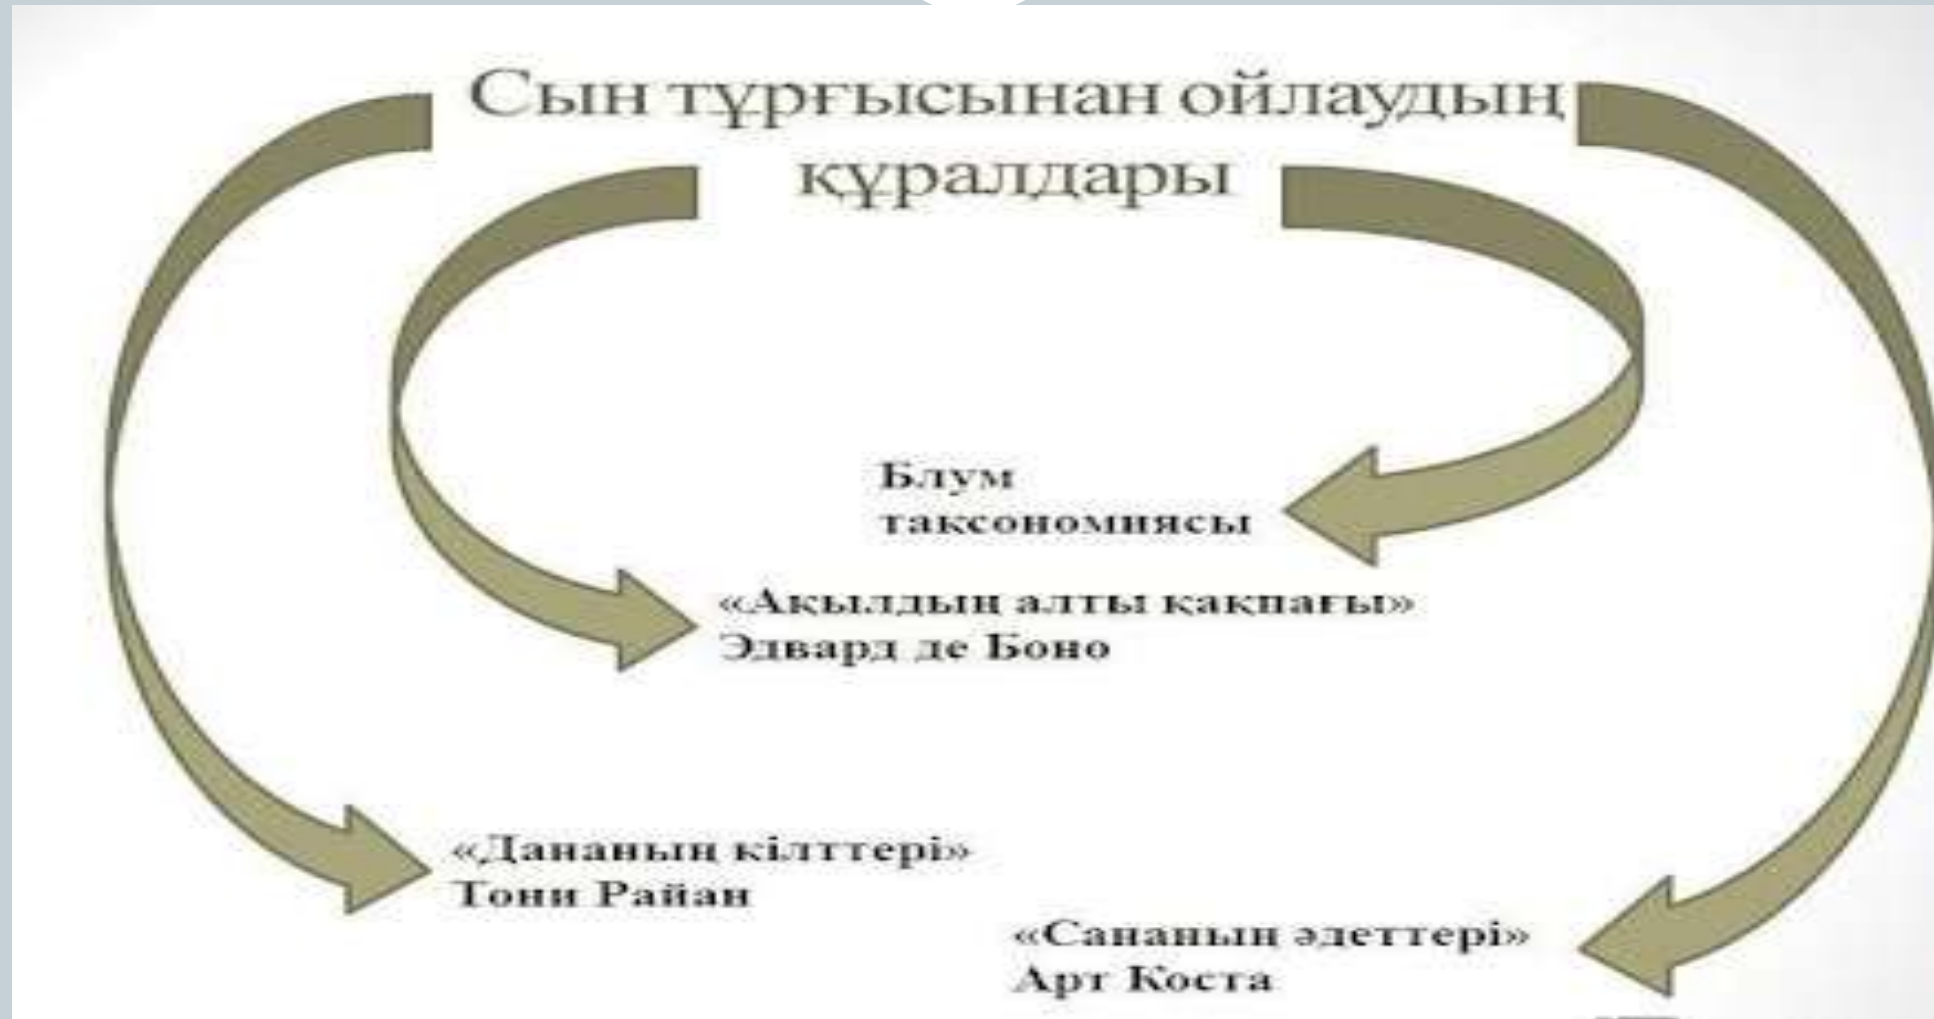 Сын тұрғысынан ойлаудың
құралдары
Блум
таксономиясы
«Ақылдың алты қақпағы»
Эдвард де Боно
«Дананың кілттері»
Тони Райан
«Сананың әдеттері»
Арт Коста